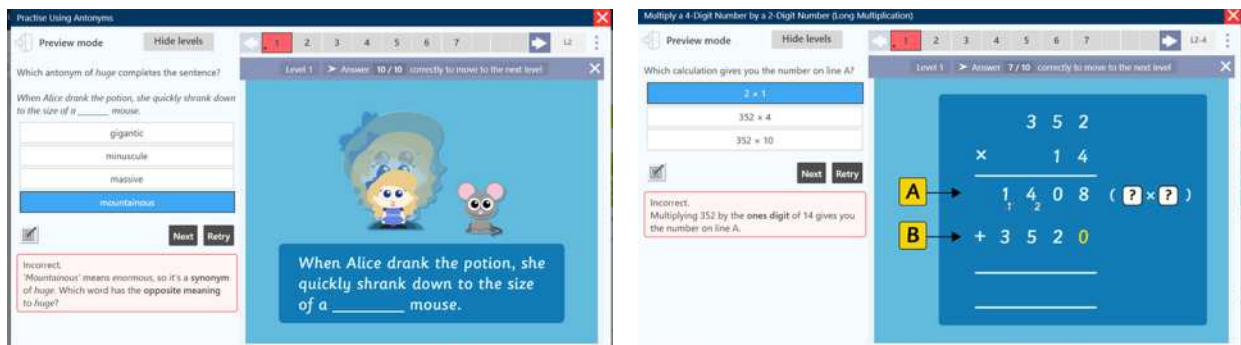 Practise Using Antonyms
Preview mode
Hide levels
1 2 3 4 5 6 7
L2
Level 1 ➤ Answer 10 / 10 correctly to move to the next level
Which antonym of huge completes the sentence?
When Alice drank the potion, she quickly shrank down
to the size of a ______ mouse.
gigantic
minuscule
massive
mountainous
Next Retry
Incorrect.
'Mountainous' means enormous, so it's a synonym
of huge. Which word has the opposite meaning
to huge?
When Alice drank the potion, she
quickly shrank down to the size
of a ________ mouse.
Multiply a 4-Digit Number by a 2-Digit Number (Long Multiplication)
Preview mode
Hide levels
1 2 3 4 5 6 7
L2-4
Level 1 ➤ Answer 7 / 10 correctly to move to the next level
Which calculation gives you the number on line A?
2 × 1
352 × 4
352 × 10
Next Retry
Incorrect.
Multiplying 352 by the ones digit of 14 gives you
the number on line A.
3 5 2
× 1 4
A 1 4 0 8 ( ? × ? )
1 2
B + 3 5 2 0